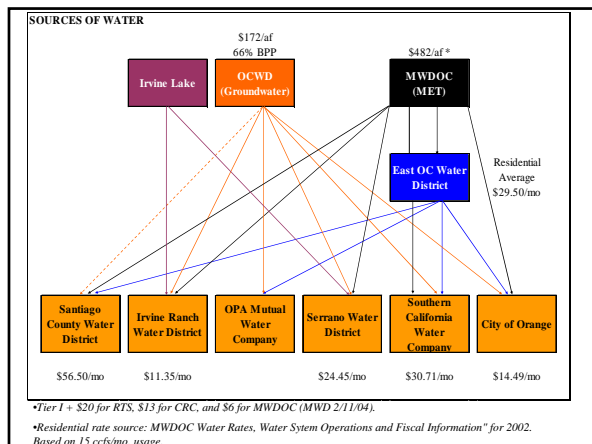 SOURCES OF WATER
$172/af
66% BPP
$482/af *
Irvine Lake
OCWD
(Groundwater)
MWDOC
(MET)
East OC Water
District
Residential
Average
$29.50/mo
Santiago
County Water
District
Irvine Ranch
Water District
OPA Mutual
Water
Company
Serrano Water
District
Southern
California
Water
Company
City of Orange
$56.50/mo
$11.35/mo
$24.45/mo
$30.71/mo
$14.49/mo
•Tier I + $20 for RTS, $13 for CRC, and $6 for MWDOC (MWD 2/11/04).
•Residential rate source: MWDOC Water Rates, Water Sytem Operations and Fiscal Information" for 2002.
Based on 15 ccfs/mo. usage